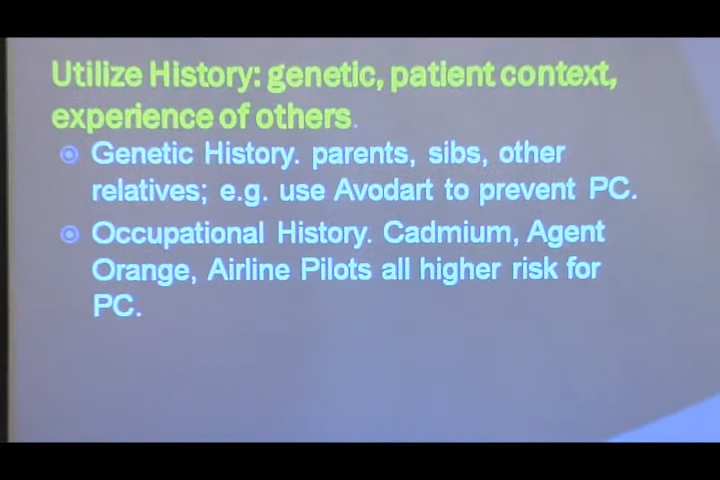 Utilize History: genetic, patient context,
experience of others.
Genetic History. parents, sibs, other
relatives; e.g. use Avodart to prevent PC.
Occupational History. Cadmium, Agent
Orange, Airline Pilots all higher risk for
PC.